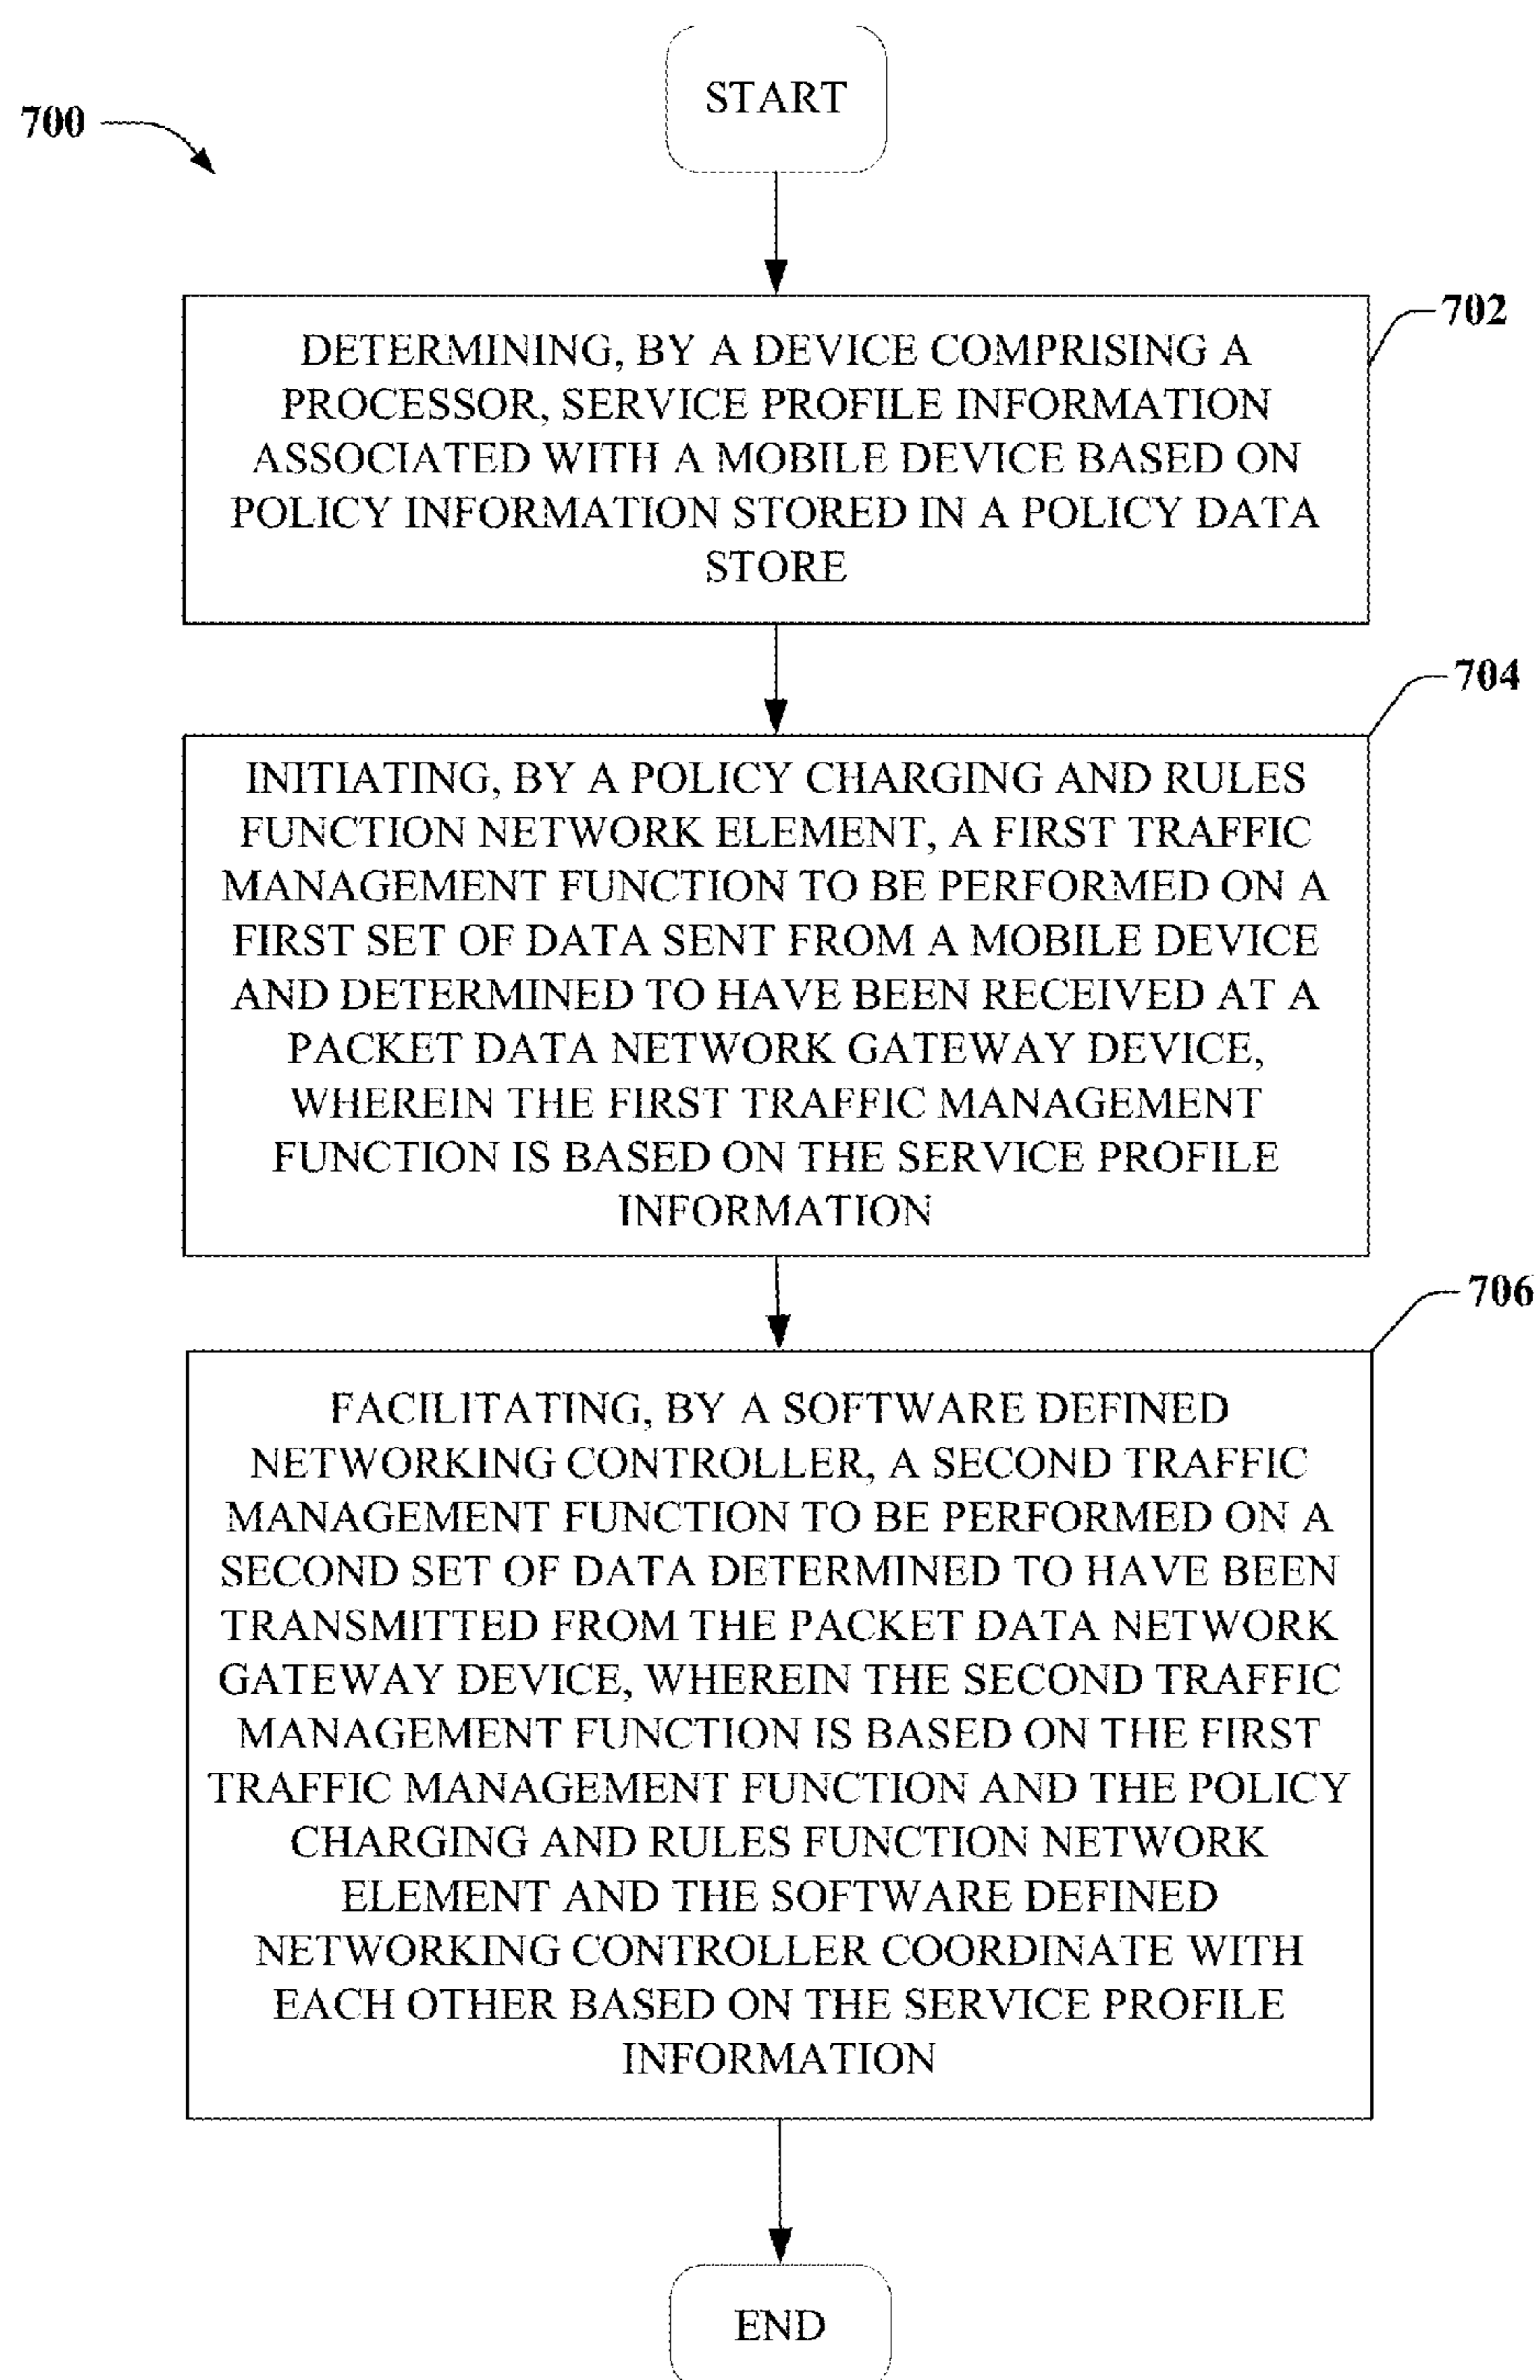 START
700
702
DETERMINING, BY A DEVICE COMPRISING A
PROCESSOR, SERVICE PROFILE INFORMATION
ASSOCIATED WITH A MOBILE DEVICE BASED ON
POLICY INFORMATION STORED IN A POLICY DATA
STORE
704
INITIATING, BY A POLICY CHARGING AND RULES
FUNCTION NETWORK ELEMENT, A FIRST TRAFFIC
MANAGEMENT FUNCTION TO BE PERFORMED ON A
FIRST SET OF DATA SENT FROM A MOBILE DEVICE
AND DETERMINED TO HAVE BEEN RECEIVED AT A
PACKET DATA NETWORK GATEWAY DEVICE,
WHEREIN THE FIRST TRAFFIC MANAGEMENT
FUNCTION IS BASED ON THE SERVICE PROFILE
INFORMATION
706
FACILITATING, BY A SOFTWARE DEFINED
NETWORKING CONTROLLER, A SECOND TRAFFIC
MANAGEMENT FUNCTION TO BE PERFORMED ON A
SECOND SET OF DATA DETERMINED TO HAVE BEEN
TRANSMITTED FROM THE PACKET DATA NETWORK
GATEWAY DEVICE, WHEREIN THE SECOND TRAFFIC
MANAGEMENT FUNCTION IS BASED ON THE FIRST
TRAFFIC MANAGEMENT FUNCTION AND THE POLICY
CHARGING AND RULES FUNCTION NETWORK
ELEMENT AND THE SOFTWARE DEFINED
NETWORKING CONTROLLER COORDINATE WITH
EACH OTHER BASED ON THE SERVICE PROFILE
INFORMATION
END